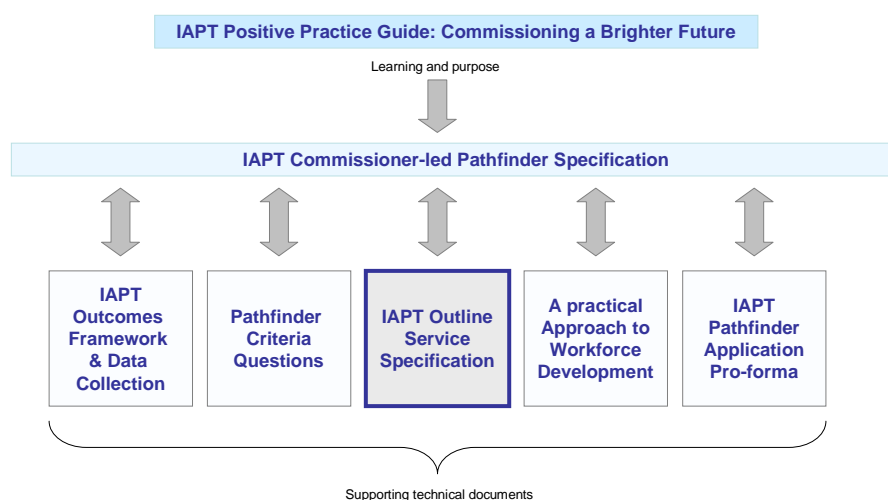 IAPT Positive Practice Guide: Commissioning a Brighter Future
Learning and purpose
IAPT Commissioner-led Pathfinder Specification
IAPT
Outcomes
Framework
& Data
Collection
Pathfinder
Criteria
Questions
IAPT Outline
Service
Specification
A practical
Approach to
Workforce
Development
IAPT
Pathfinder
Application
Pro-forma
Supporting technical documents